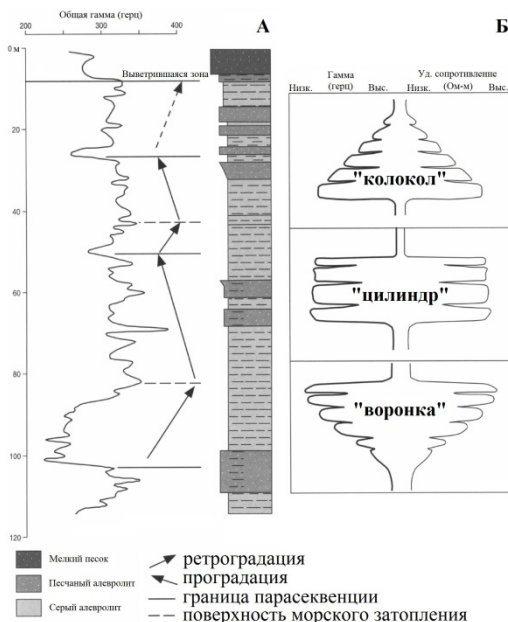 Общая гамма (герц)
А
Б
200 300 400
0 м
Выветрившаяся зона
20
40
60
80
100
120
Гамма (герц)
Уд. сопротивление (Ом-м)
Низк. Выс. Низк. Выс.
"колокол"
"цилиндр"
"воронка"
Мелкий песок
Песчаный алевролит
Серый алевролит
ретроградация
проградация
граница парасеквенции
поверхность морского затопления